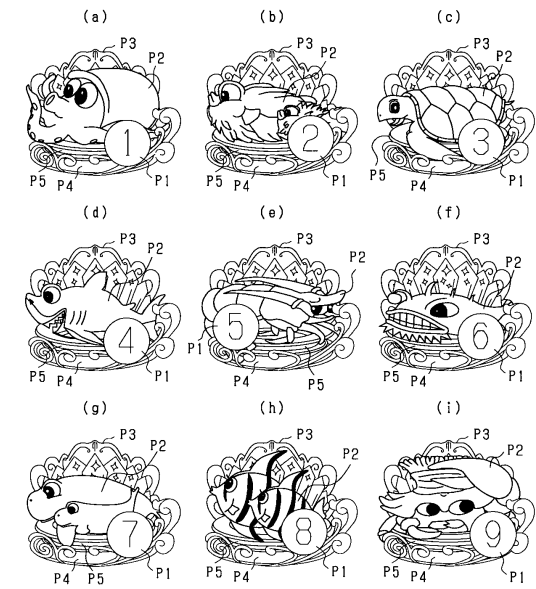 (a) (b) (c)
P3 P3 P3
P2 P2 P2
1 2 3
P5 P4 P1 P5 P4 P1 P5 P4 P1
(d) (e) (f)
P3 P3 P3
P2 P2 P2
4 5 6
P5 P4 P1 P1 P4 P5 P5 P4 P1
(g) (h) (i)
P3 P3 P3
P2 P2 P2
7 8 9
P4 P5 P1 P5 P4 P1 P5 P4 P1